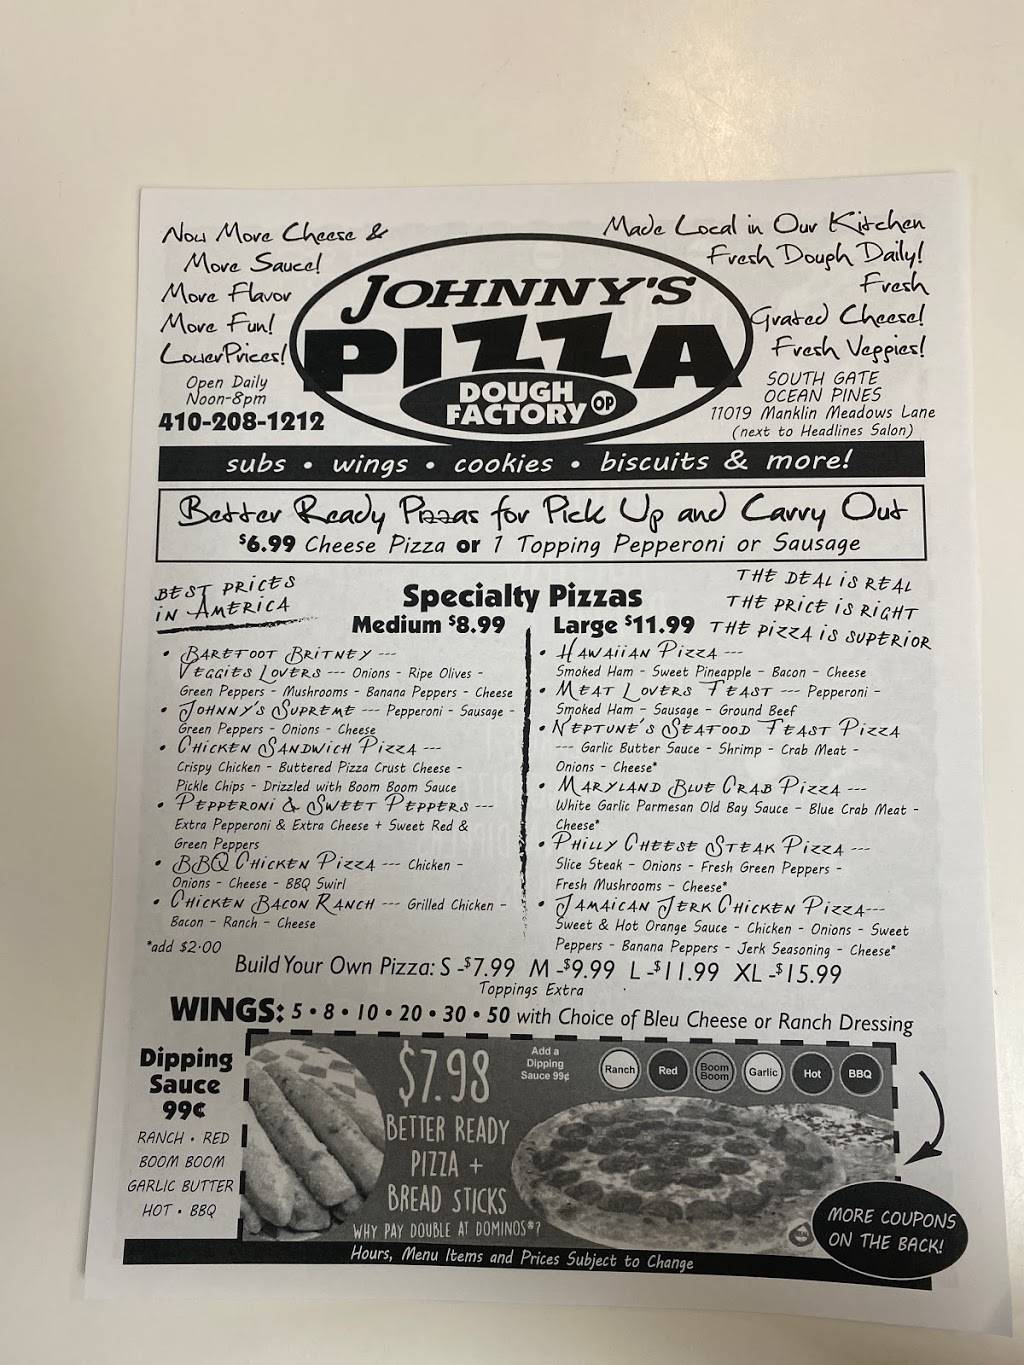 Now More Cheese &
More Sauce!
More Flavor
More Fun!
Lower Prices!
Open Daily
Noon-8pm
410-208-1212
JOHNNY'S
PIZZA
DOUGH
FACTORY OP
Made Local in Our Kitchen
Fresh Dough Daily!
Fresh
Grated Cheese!
Fresh Veggies!
SOUTH GATE
OCEAN PINES
11019 Manklin Meadows Lane
(next to Headlines Salon)
subs • wings • cookies • biscuits & more!
Better Ready Pizzas for Pick Up and Carry Out
$6.99 Cheese Pizza or 1 Topping Pepperoni or Sausage
BEST PRICES
IN AMERICA
Specialty Pizzas
Medium $8.99
Large $11.99
THE DEAL IS REAL
THE PRICE IS RIGHT
THE PIZZA IS SUPERIOR
• BAREFOOT BRITNEY ---
VEGGIES LOVERS --- Onions - Ripe Olives -
Green Peppers - Mushrooms - Banana Peppers - Cheese
• JOHNNY'S SUPREME --- Pepperoni - Sausage -
Green Peppers - Onions - Cheese
• CHICKEN SANDWICH PIZZA ---
Crispy Chicken - Buttered Pizza Crust Cheese -
Pickle Chips - Drizzled with Boom Boom Sauce
• PEPPERONI & SWEET PEPPERS ---
Extra Pepperoni & Extra Cheese + Sweet Red &
Green Peppers
• BBQ CHICKEN PIZZA --- Chicken -
Onions - Cheese - BBQ Swirl
• CHICKEN BACON RANCH --- Grilled Chicken -
Bacon - Ranch - Cheese
*add $2.00
• HAWAIIAN PIZZA ---
Smoked Ham - Sweet Pineapple - Bacon - Cheese
• MEAT LOVERS FEAST --- Pepperoni -
Smoked Ham - Sausage - Ground Beef
• NEPTUNE'S SEAFOOD FEAST PIZZA
--- Garlic Butter Sauce - Shrimp - Crab Meat -
Onions - Cheese*
• MARYLAND BLUE CRAB PIZZA ---
White Garlic Parmesan Old Bay Sauce - Blue Crab Meat -
Cheese*
• PHILLY CHEESE STEAK PIZZA ---
Slice Steak - Onions - Fresh Green Peppers -
Fresh Mushrooms - Cheese*
• JAMAICAN JERK CHICKEN PIZZA---
Sweet & Hot Orange Sauce - Chicken - Onions - Sweet
Peppers - Banana Peppers - Jerk Seasoning - Cheese*
Build Your Own Pizza: S -$7.99 M -$9.99 L -$11.99 XL -$15.99
Toppings Extra
WINGS: 5 • 8 • 10 • 20 • 30 • 50 with Choice of Bleu Cheese or Ranch Dressing
Dipping
Sauce
99¢
RANCH • RED
BOOM BOOM
GARLIC BUTTER
HOT • BBQ
$7.98
BETTER READY
PIZZA +
BREAD STICKS
WHY PAY DOUBLE AT DOMINOS®?
Add a
Dipping
Sauce 99¢
Ranch Red Boom Boom Garlic Hot BBQ
MORE COUPONS
ON THE BACK!
Hours, Menu Items and Prices Subject to Change